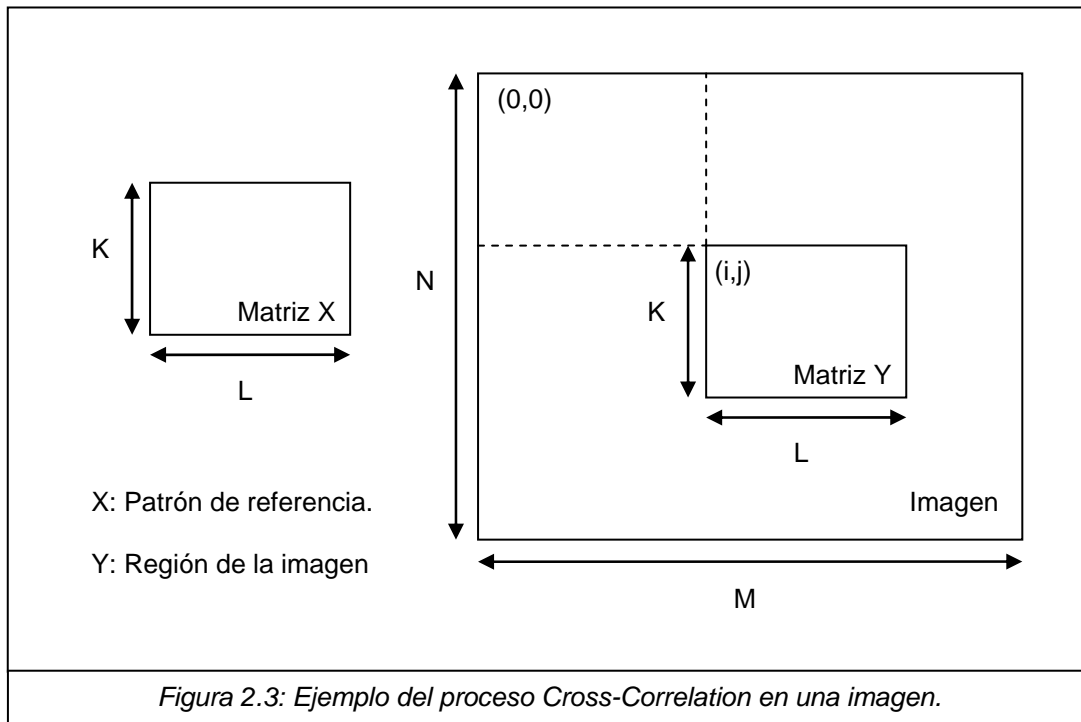 (0,0)
K
Matriz X
L
N
(i,j)
K
Matriz Y
L
X: Patrón de referencia.
Imagen
Y: Región de la imagen
M
Figura 2.3: Ejemplo del proceso Cross-Correlation en una imagen.